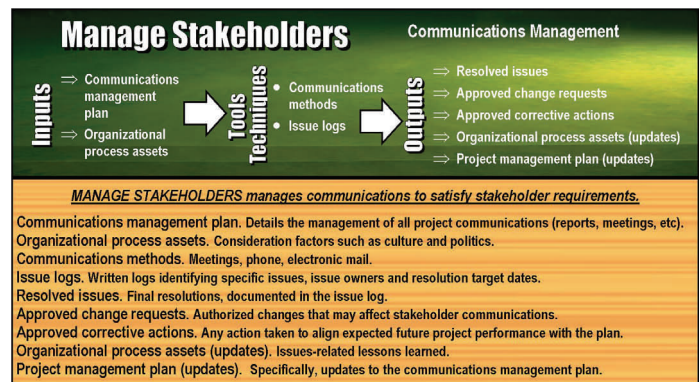 Manage Stakeholders
Communications Management
Inputs
⇒ Communications
management
plan
⇒ Organizational
process assets
Tools
Techniques
• Communications
methods
• Issue logs
Outputs
⇒ Resolved issues
⇒ Approved change requests
⇒ Approved corrective actions
⇒ Organizational process assets (updates)
⇒ Project management plan (updates)
MANAGE STAKEHOLDERS manages communications to satisfy stakeholder requirements.
Communications management plan. Details the management of all project communications (reports, meetings, etc).
Organizational process assets. Consideration factors such as culture and politics.
Communications methods. Meetings, phone, electronic mail.
Issue logs. Written logs identifying specific issues, issue owners and resolution target dates.
Resolved issues. Final resolutions, documented in the issue log.
Approved change requests. Authorized changes that may affect stakeholder communications.
Approved corrective actions. Any action taken to align expected future project performance with the plan.
Organizational process assets (updates). Issues-related lessons learned.
Project management plan (updates). Specifically, updates to the communications management plan.